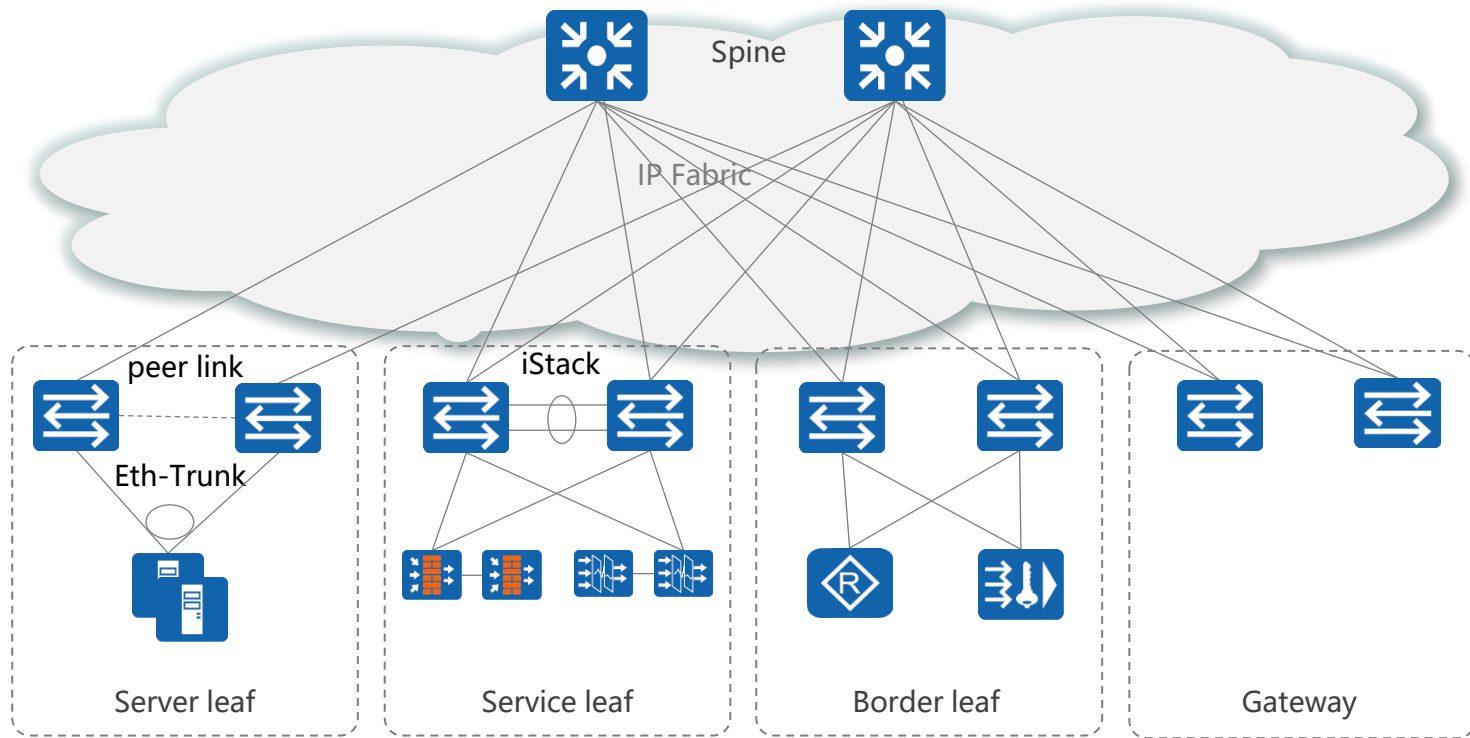 Spine
IP Fabric
peer link
iStack
Eth-Trunk
R
Server leaf
Service leaf
Border leaf
Gateway